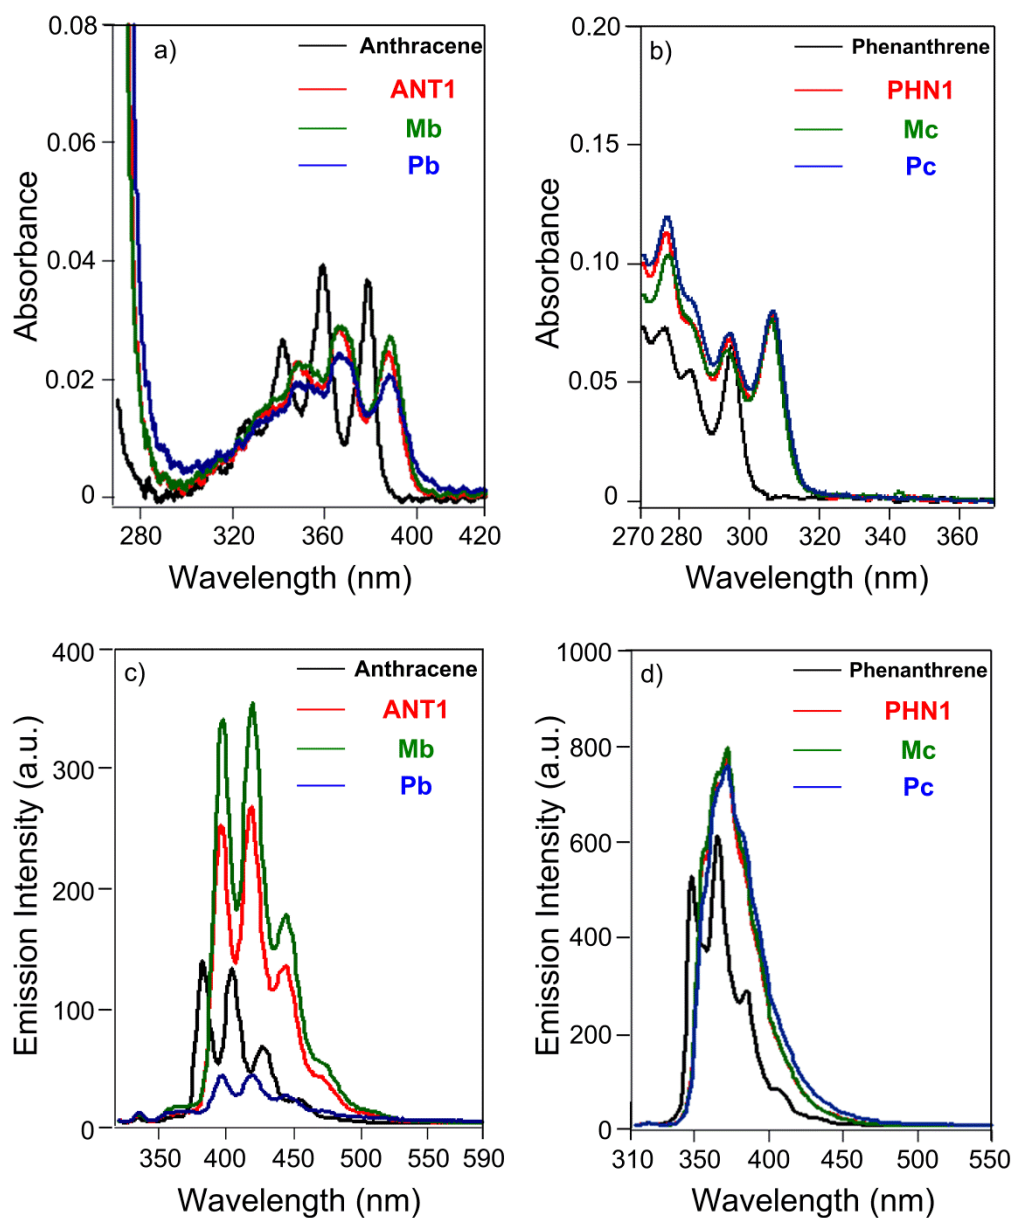 a)
Anthracene
ANT1
Mb
Pb
0.08
0.06
0.04
0.02
0
Absorbance
280 320 360 400 420
Wavelength (nm)
b)
Phenanthrene
PHN1
Mc
Pc
0.20
0.15
0.10
0.05
0
Absorbance
270 280 300 320 340 360
Wavelength (nm)
c)
Anthracene
ANT1
Mb
Pb
400
300
200
100
0
Emission Intensity (a.u.)
350 400 450 500 550 590
Wavelength (nm)
d)
Phenanthrene
PHN1
Mc
Pc
1000
800
600
400
200
0
Emission Intensity (a.u.)
310 350 400 450 500 550
Wavelength (nm)